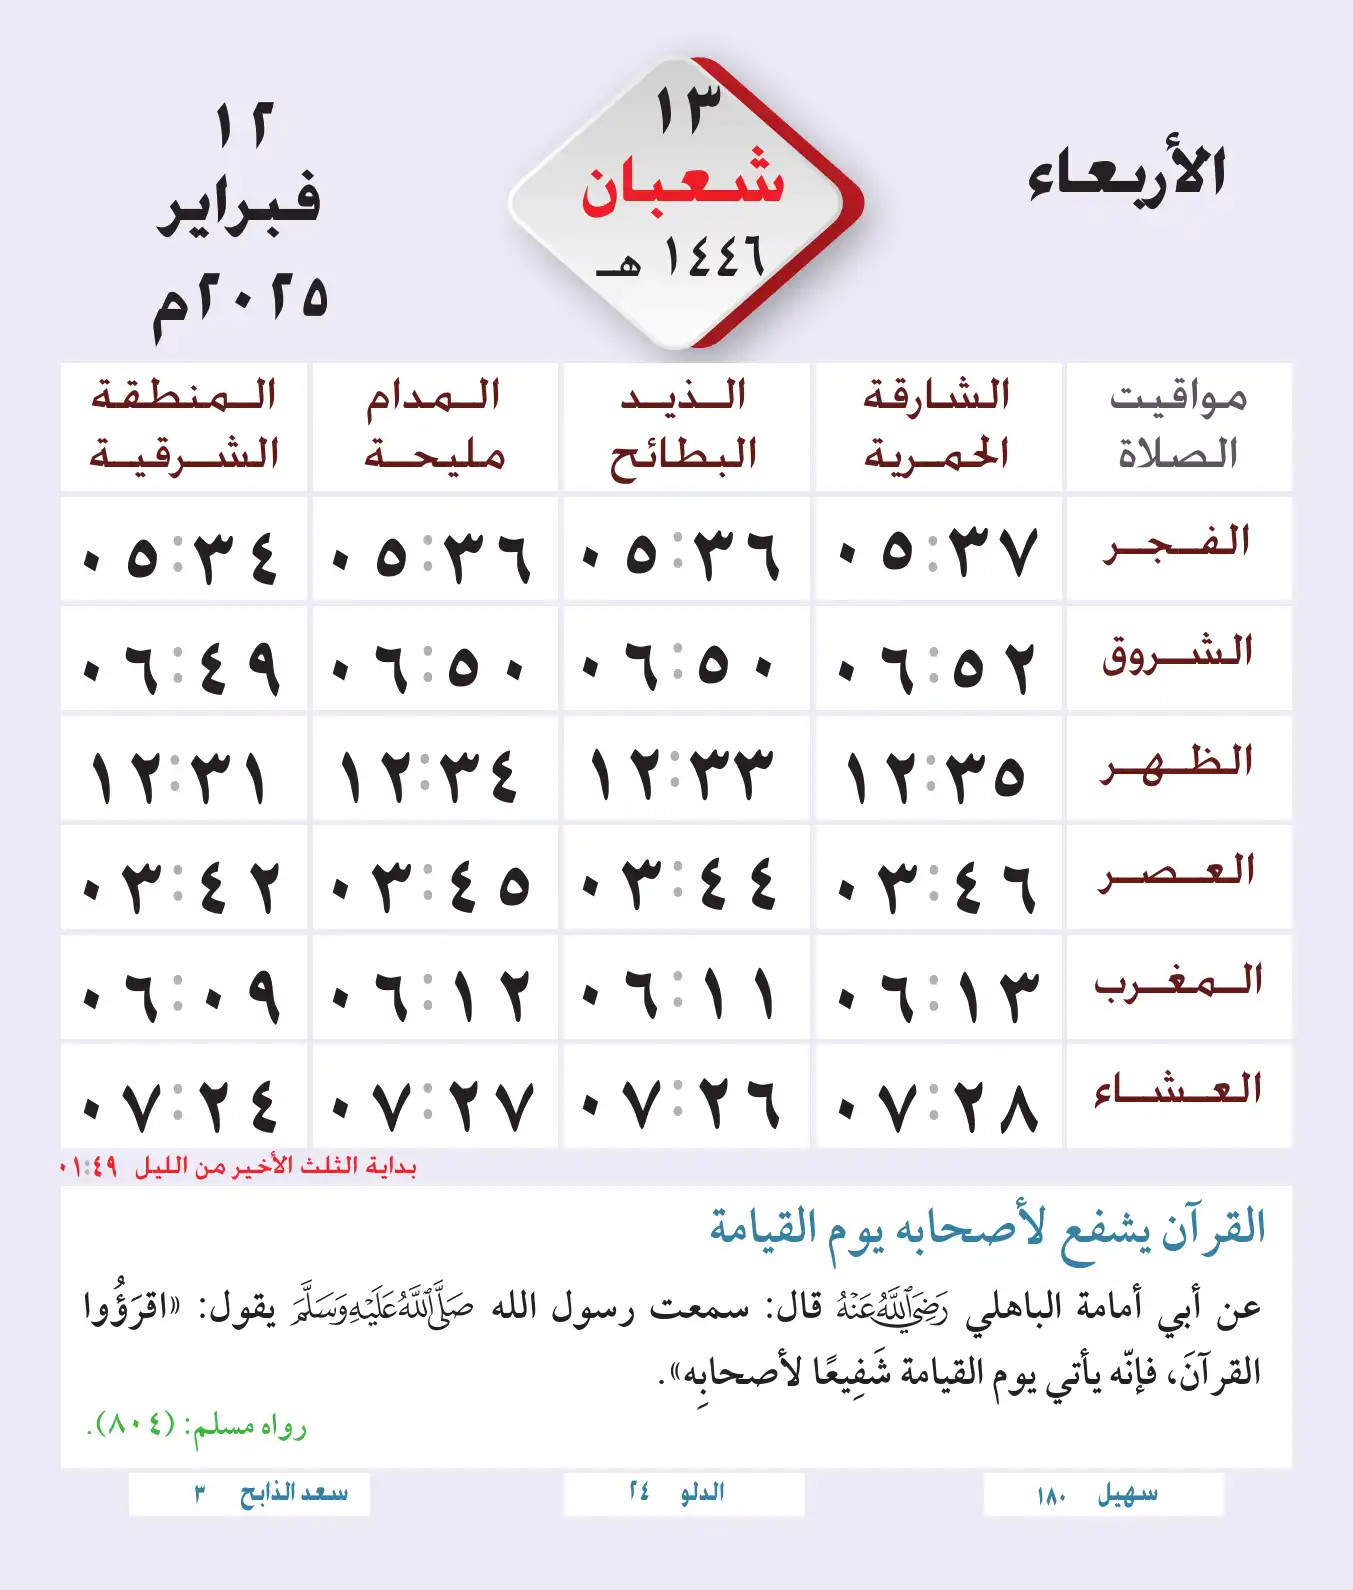 الأربعاء
١٣
شعبان
١٤٤٦ هـ
١٢
فبراير
٢٠٢٥م
مواقيت الصلاة الشارقة الحمرية الذيد البطائح المدام مليحة المنطقة الشرقية
الفجر ٠٥:٣٧ ٠٥:٣٦ ٠٥:٣٦ ٠٥:٣٤
الشروق ٠٦:٥٢ ٠٦:٥٠ ٠٦:٥٠ ٠٦:٤٩
الظهر ١٢:٣٥ ١٢:٣٣ ١٢:٣٤ ١٢:٣١
العصر ٠٣:٤٦ ٠٣:٤٤ ٠٣:٤٥ ٠٣:٤٢
المغرب ٠٦:١٣ ٠٦:١١ ٠٦:١٢ ٠٦:٠٩
العشاء ٠٧:٢٨ ٠٧:٢٦ ٠٧:٢٧ ٠٧:٢٤
بداية الثلث الأخير من الليل ٠١:٤٩
القرآن يشفع لأصحابه يوم القيامة
عن أبي أمامة الباهلي رَضِيَ اللَّهُ عَنْهُ قال: سمعت رسول الله صَلَّى اللَّهُ عَلَيْهِ وَسَلَّمَ يقول: «اقرَؤُوا
القرآنَ، فإنّه يأتي يوم القيامة شَفِيعًا لأصحابِه».
رواه مسلم: (٨٠٤).
سهيل ١٨٠ الدلو ٢٤ سعد الذابح ٣